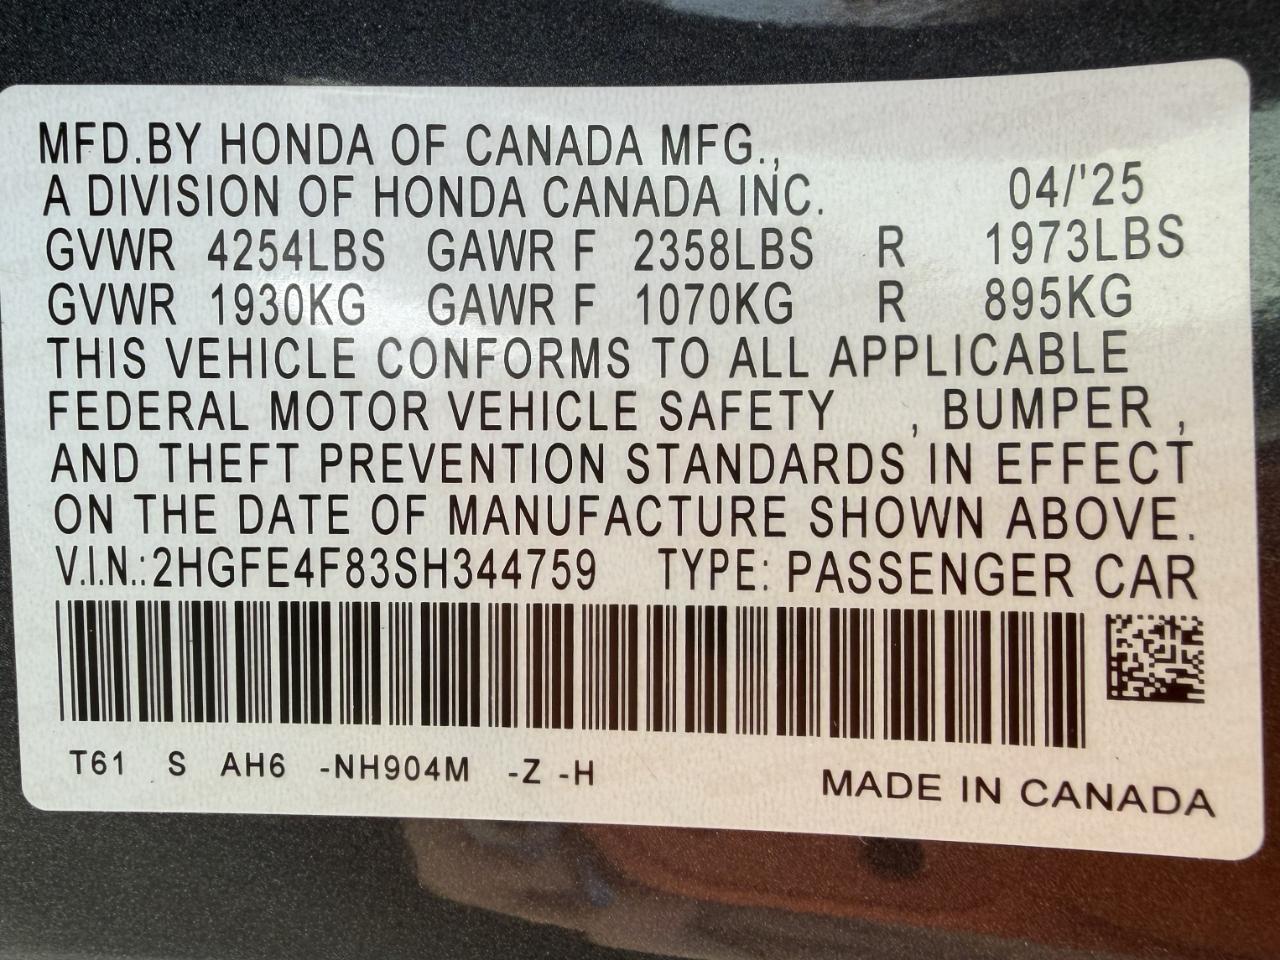 MFD.BY HONDA OF CANADA MFG.,
A DIVISION OF HONDA CANADA INC. 04/'25
GVWR 4254LBS GAWR F 2358LBS R 1973LBS
GVWR 1930KG GAWR F 1070KG R 895KG
THIS VEHICLE CONFORMS TO ALL APPLICABLE
FEDERAL MOTOR VEHICLE SAFETY , BUMPER ,
AND THEFT PREVENTION STANDARDS IN EFFECT
ON THE DATE OF MANUFACTURE SHOWN ABOVE.
V.I.N.:2HGFE4F83SH344759 TYPE: PASSENGER CAR
T61 S AH6 -NH904M -Z -H
MADE IN CANADA